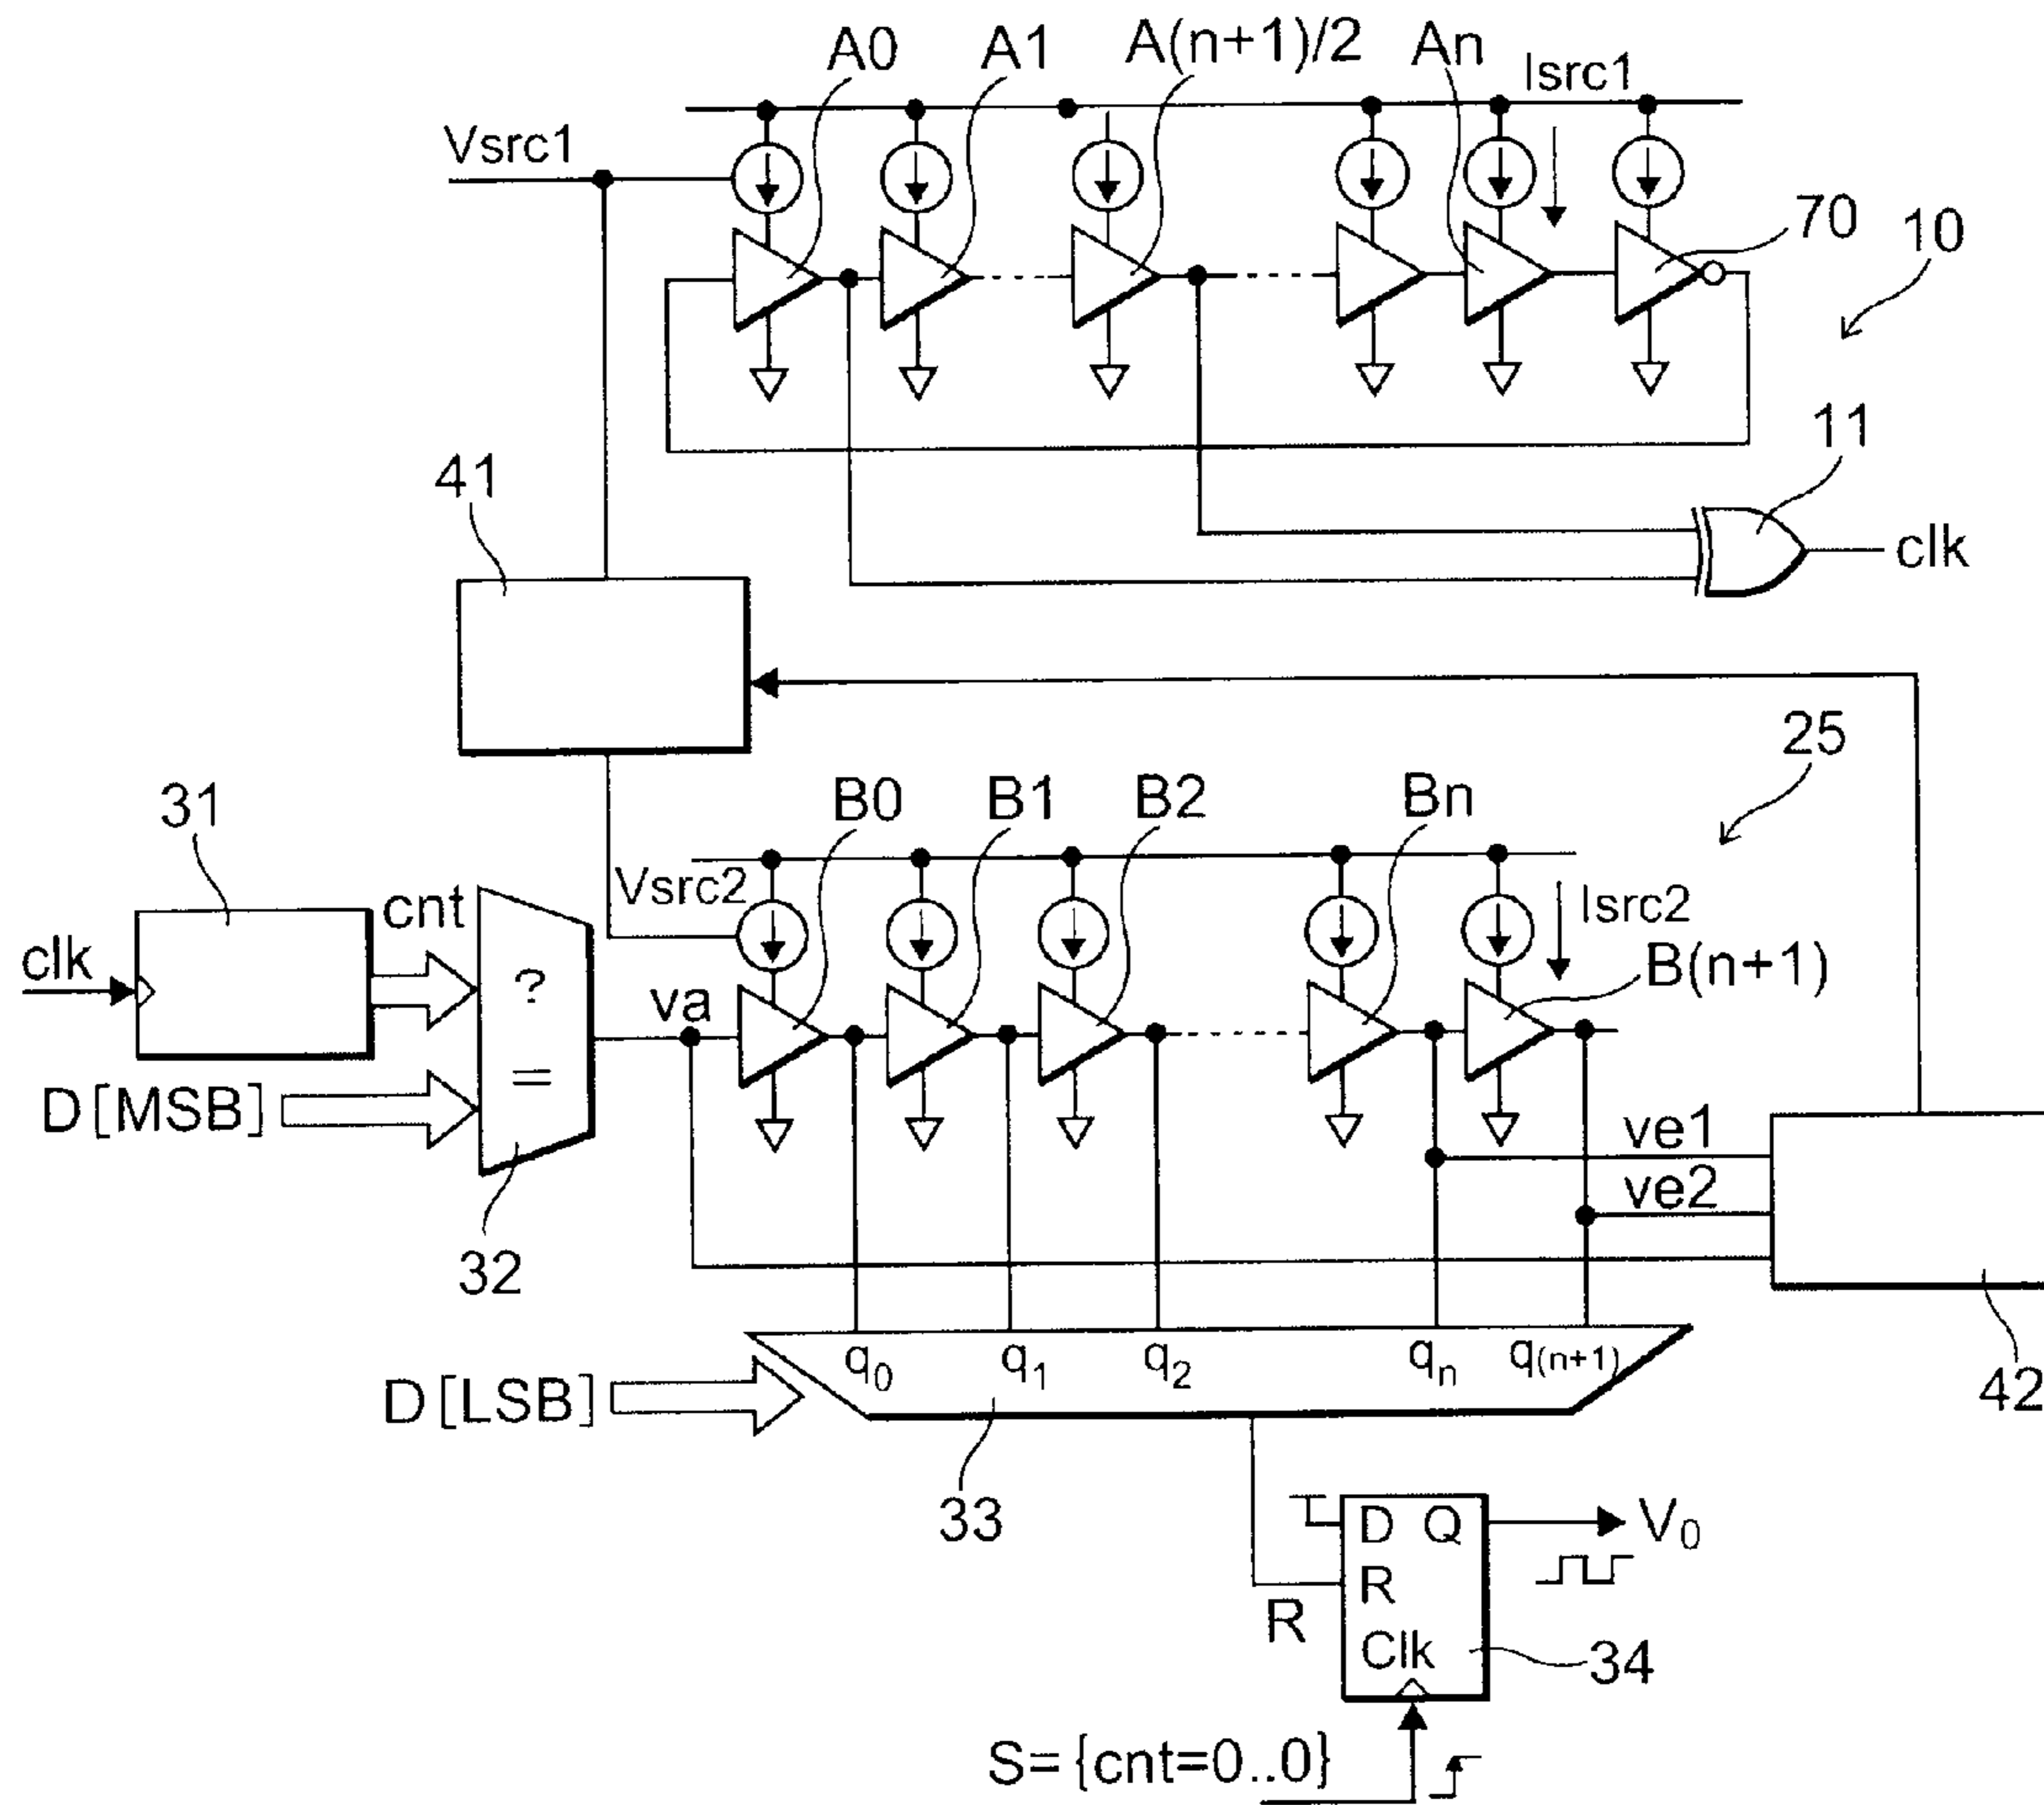 A0 A1 A(n+1)/2 An Isrc1
Vsrc1
70
10
11
41
clk
25
B0 B1 B2 Bn
31
Vsrc2 Isrc2
cnt
clk
?
=
va
B(n+1)
D[MSB]
ve1
ve2
32
q0 q1 q2 qn q(n+1)
D[LSB]
42
33
D Q V0
R
R
Clk
34
S={cnt=0..0}